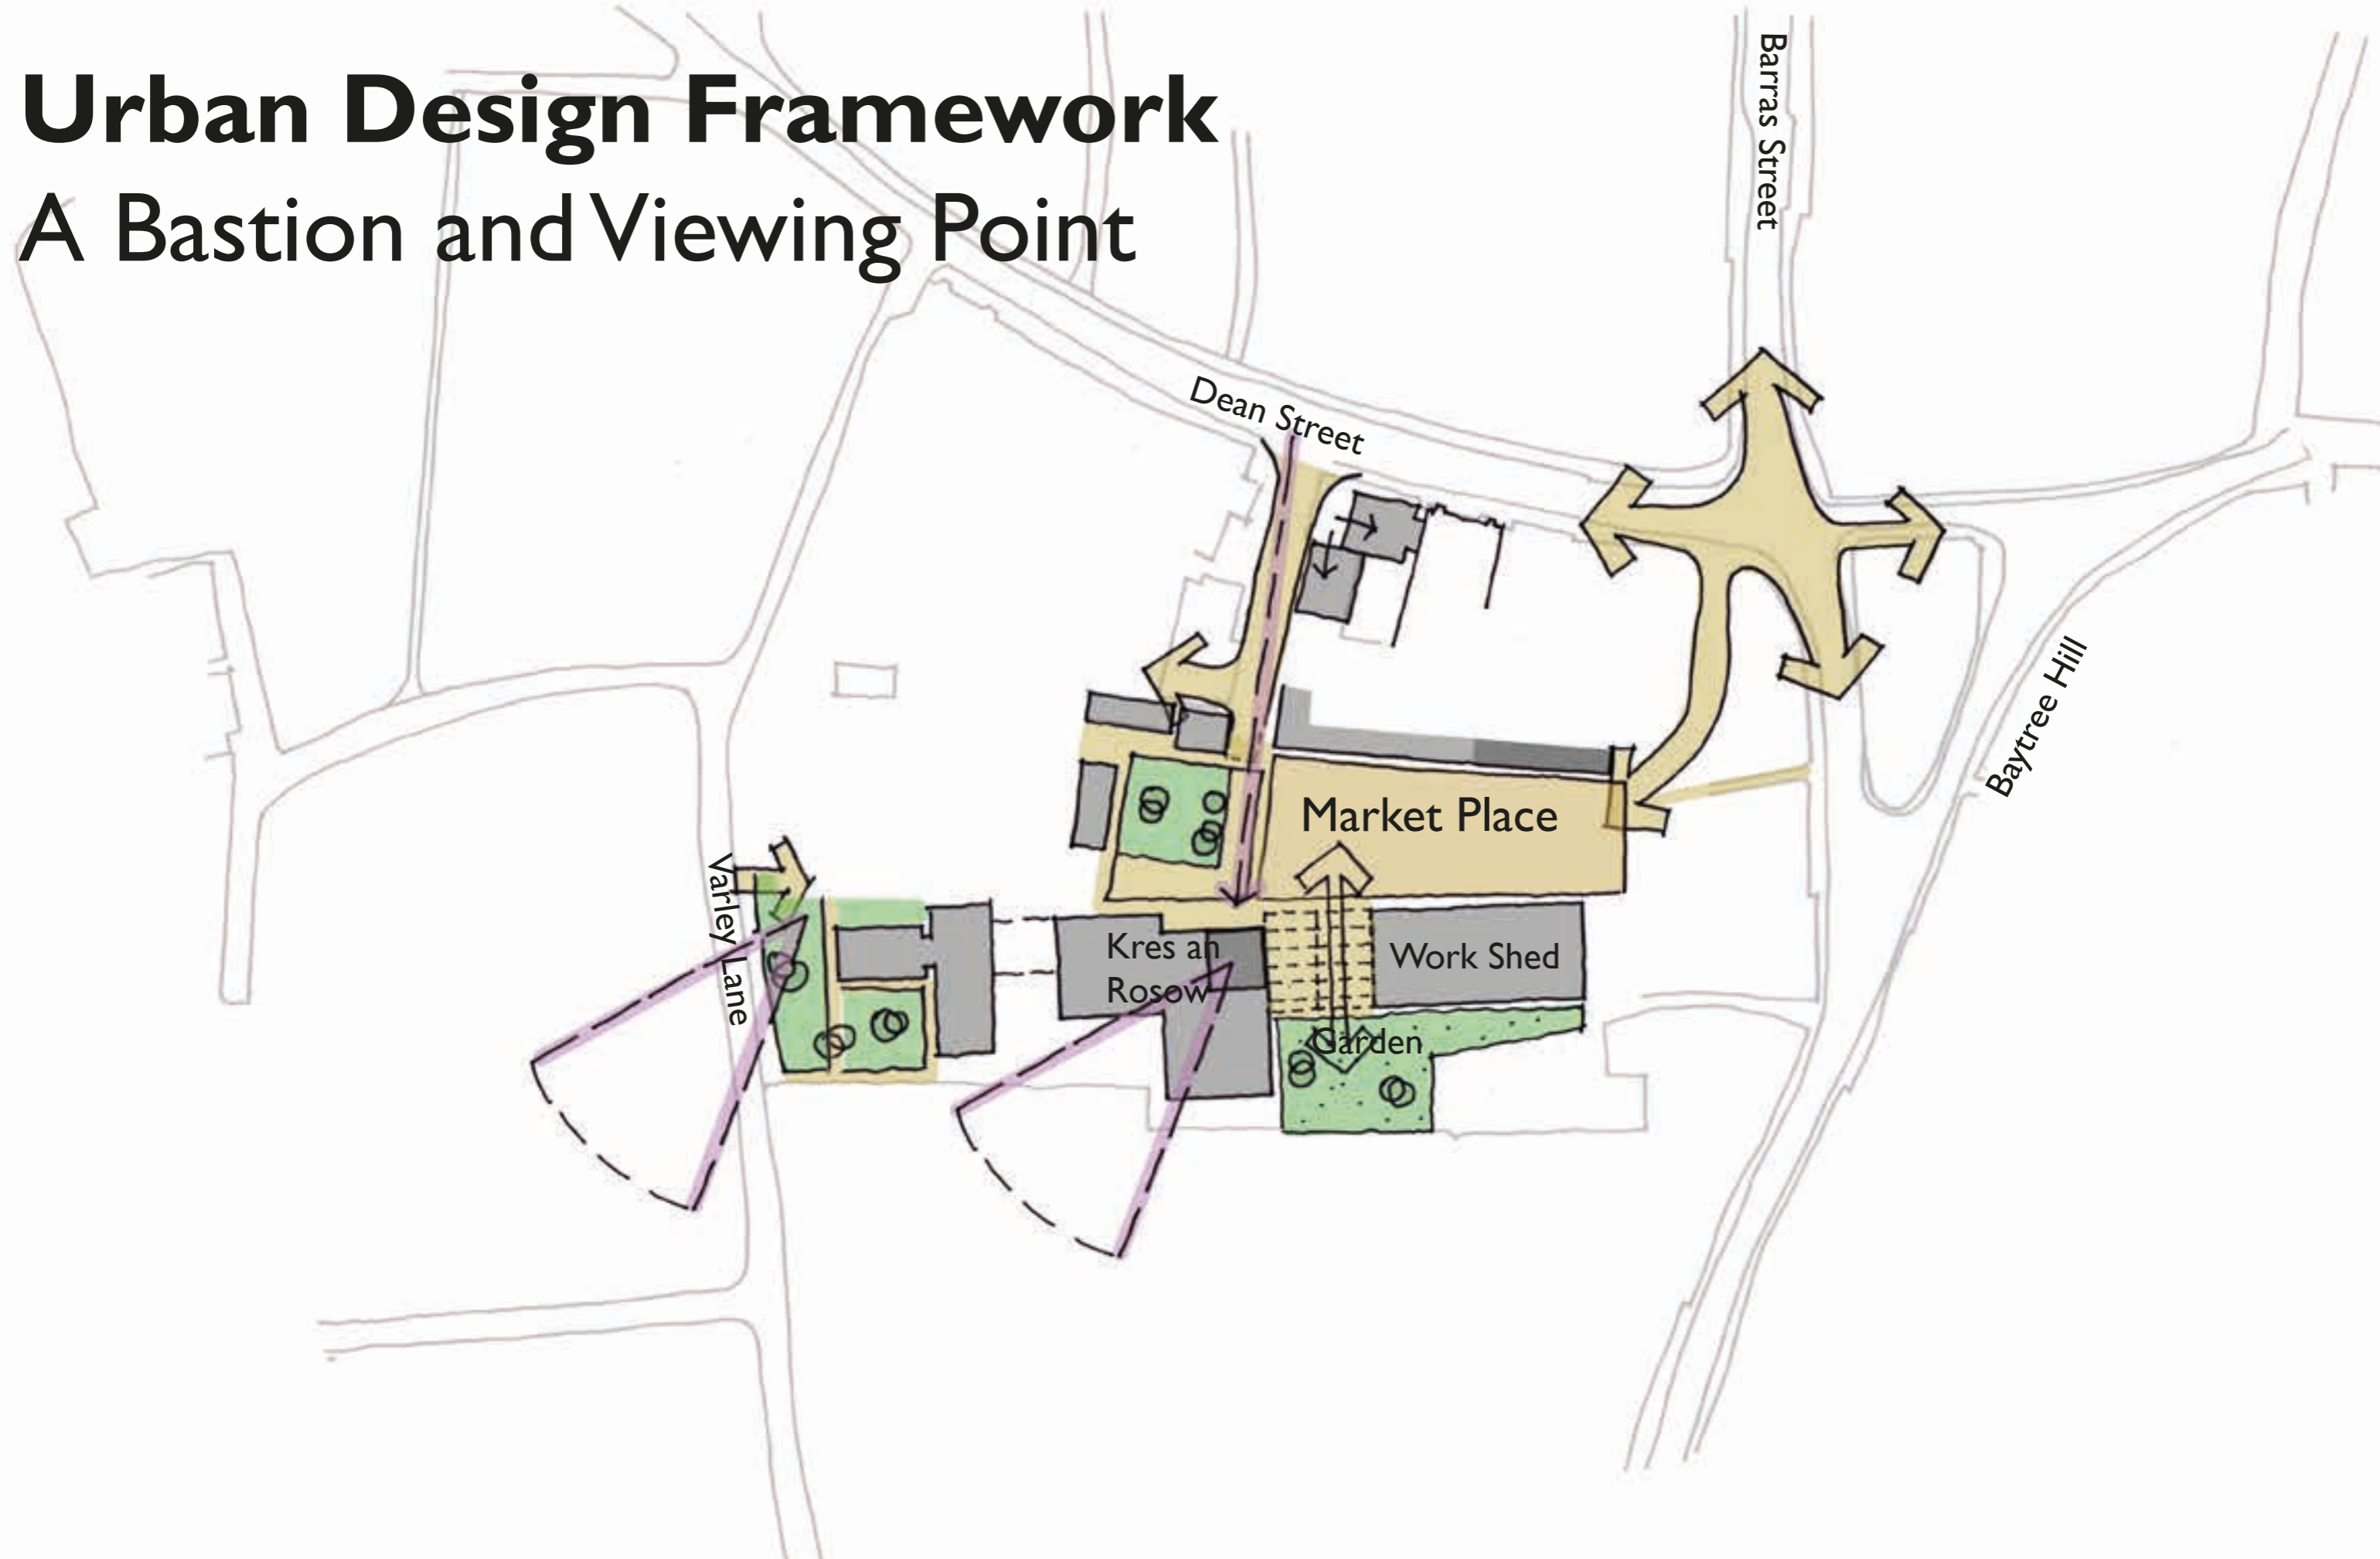 Urban Design Framework
A Bastion and Viewing Point
Barras Street
Dean Street
Baytree Hill
Market Place
Varley Lane
Kres an
Rosow
Work Shed
Garden